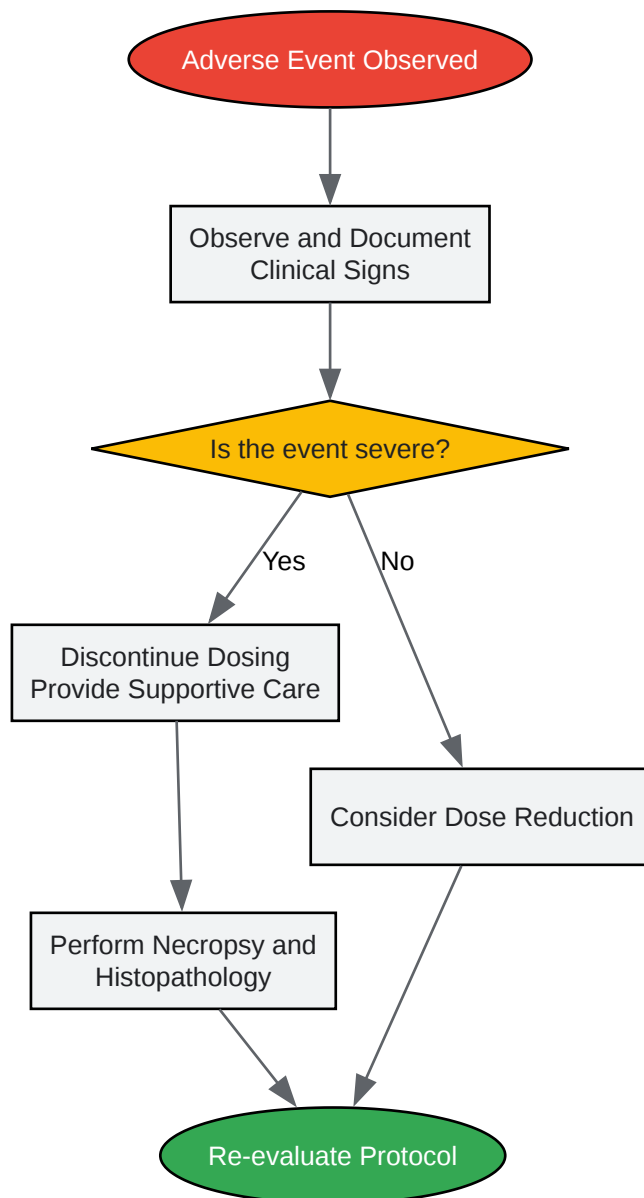 Adverse Event Observed
Observe and Document
Clinical Signs
Is the event severe?
Yes
No
Discontinue Dosing
Provide Supportive Care
Consider Dose Reduction
Perform Necropsy and
Histopathology
Re-evaluate Protocol